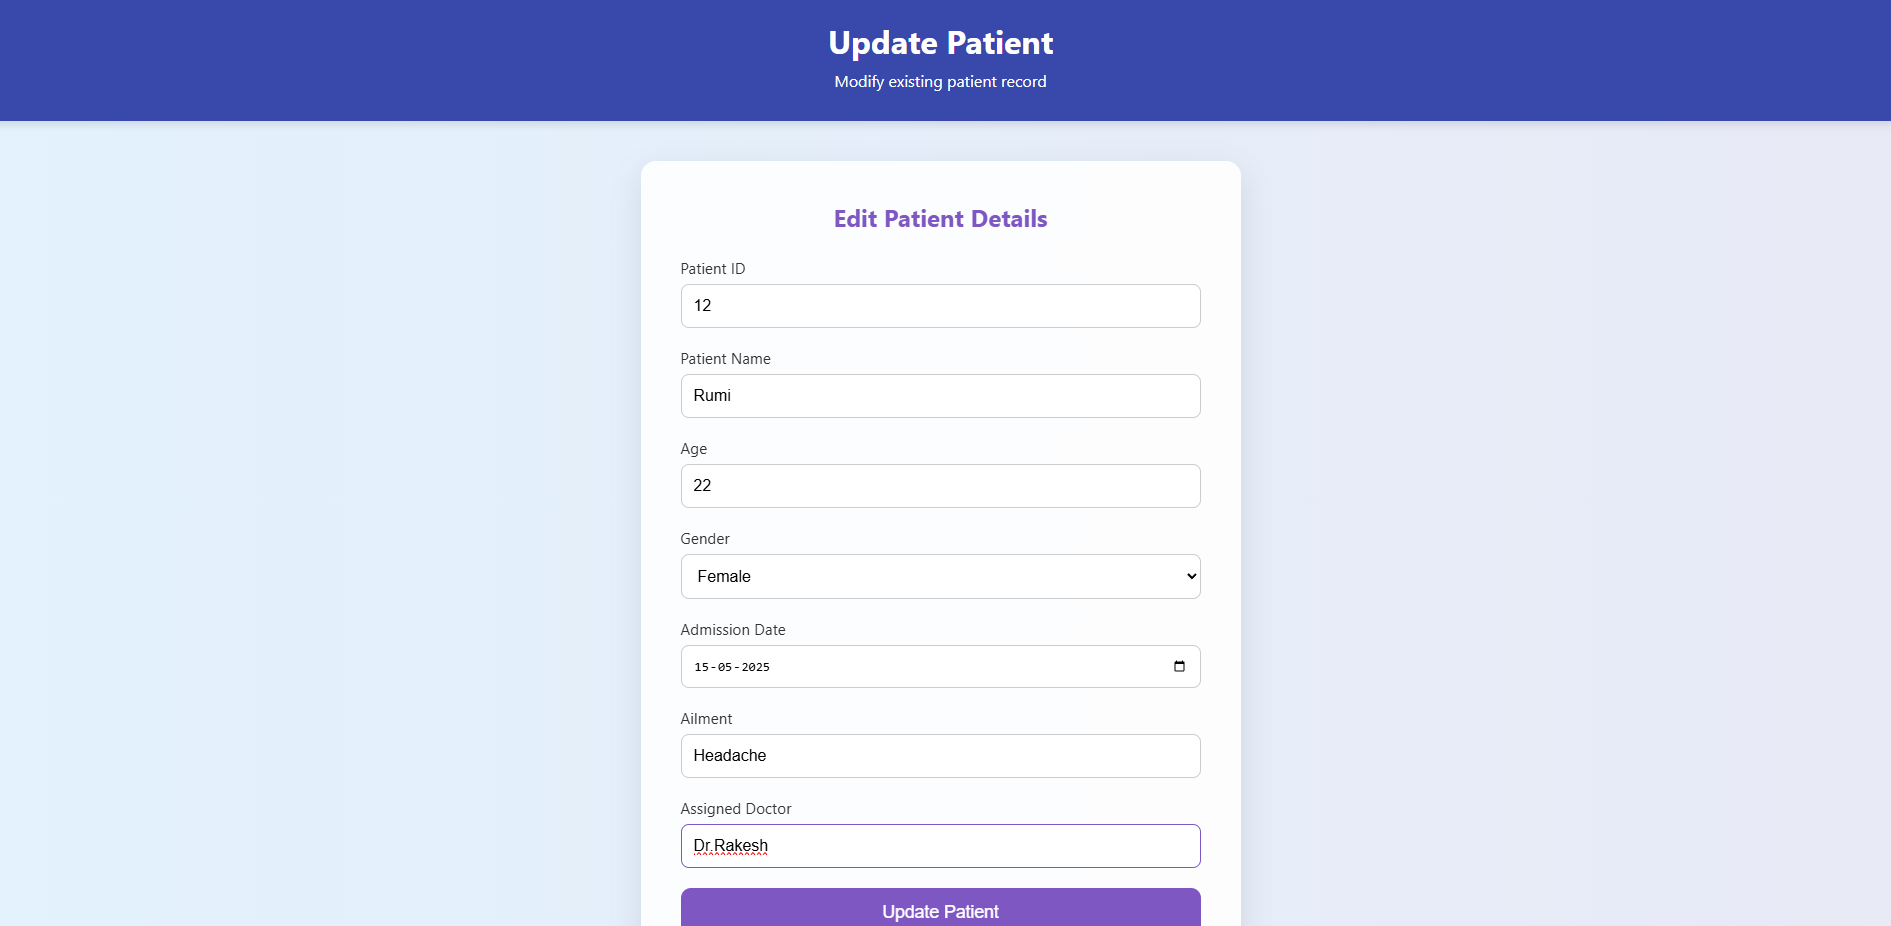 Update Patient
Modify existing patient record
Edit Patient Details
Patient ID
12
Patient Name
Rumi
Age
22
Gender
Female
Admission Date
15-05-2025
Ailment
Headache
Assigned Doctor
Dr.Rakesh
Update Patient